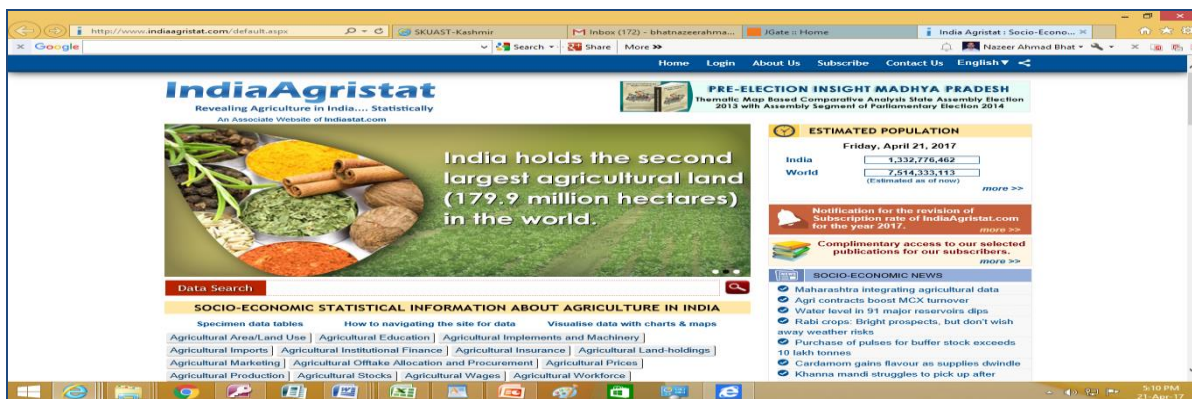 http://www.indiaagristat.com/default.aspx
SKUAST-Kashmir
Inbox (172) - bhatnazeerahma...
JGate :: Home
India Agristat : Socio-Econo...
Google
Search
Share
More >>
Nazeer Ahmad Bhat
Home Login About Us Subscribe Contact Us English
IndiaAgristat
Revealing Agriculture in India.... Statistically
An Associate Website of Indiastat.com
PRE-ELECTION INSIGHT MADHYA PRADESH
Thematic Map Based Comparative Analysis State Assembly Election
2013 with Assembly Segment of Parliamentary Election 2014
India holds the second
largest agricultural land
(179.9 million hectares)
in the world.
Data Search
SOCIO-ECONOMIC STATISTICAL INFORMATION ABOUT AGRICULTURE IN INDIA
Specimen data tables How to navigating the site for data Visualise data with charts & maps
Agricultural Area/Land Use | Agricultural Education | Agricultural Implements and Machinery |
Agricultural Imports | Agricultural Institutional Finance | Agricultural Insurance | Agricultural Land-holdings |
Agricultural Marketing | Agricultural Offtake Allocation and Procurement | Agricultural Prices |
Agricultural Production | Agricultural Stocks | Agricultural Wages | Agricultural Workforce |
ESTIMATED POPULATION
Friday, April 21, 2017
India 1,332,776,462
World 7,514,333,113
(Estimated as of now)
more >>
Notification for the revision of
Subscription rate of IndiaAgristat.com
for the year 2017.
more >>
Complimentary access to our selected
publications for our subscribers.
more >>
SOCIO-ECONOMIC NEWS
Maharashtra integrating agricultural data
Agri contracts boost MCX turnover
Water level in 91 major reservoirs dips
Rabi crops: Bright prospects, but don't wish
away weather risks
Purchase of pulses for buffer stock exceeds
10 lakh tonnes
Cardamom gains flavour as supplies dwindle
Khanna mandi struggles to pick up after
5:10 PM
21-Apr-17